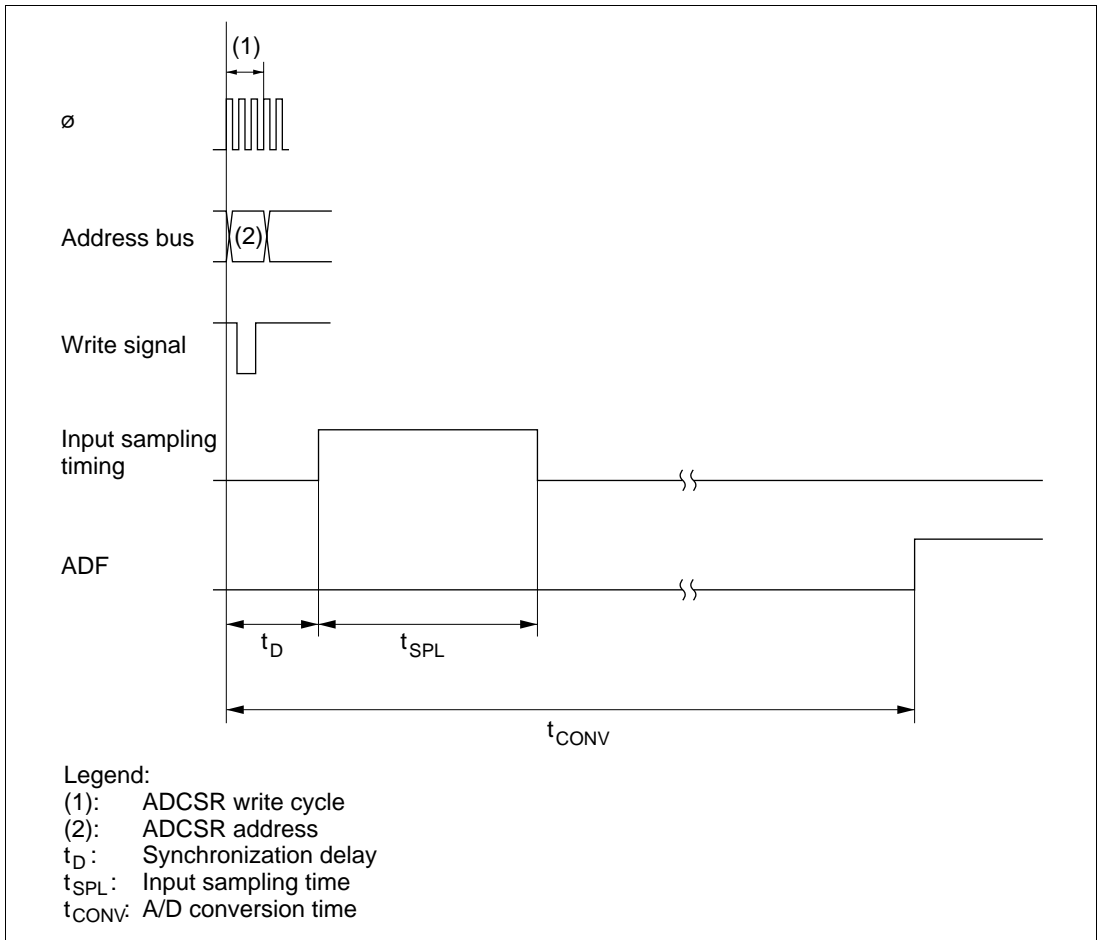 (1)
ø
Address bus
(2)
Write signal
Input sampling
timing
ADF
tD
tSPL
tCONV
Legend:
(1): ADCSR write cycle
(2): ADCSR address
tD : Synchronization delay
tSPL : Input sampling time
tCONV: A/D conversion time